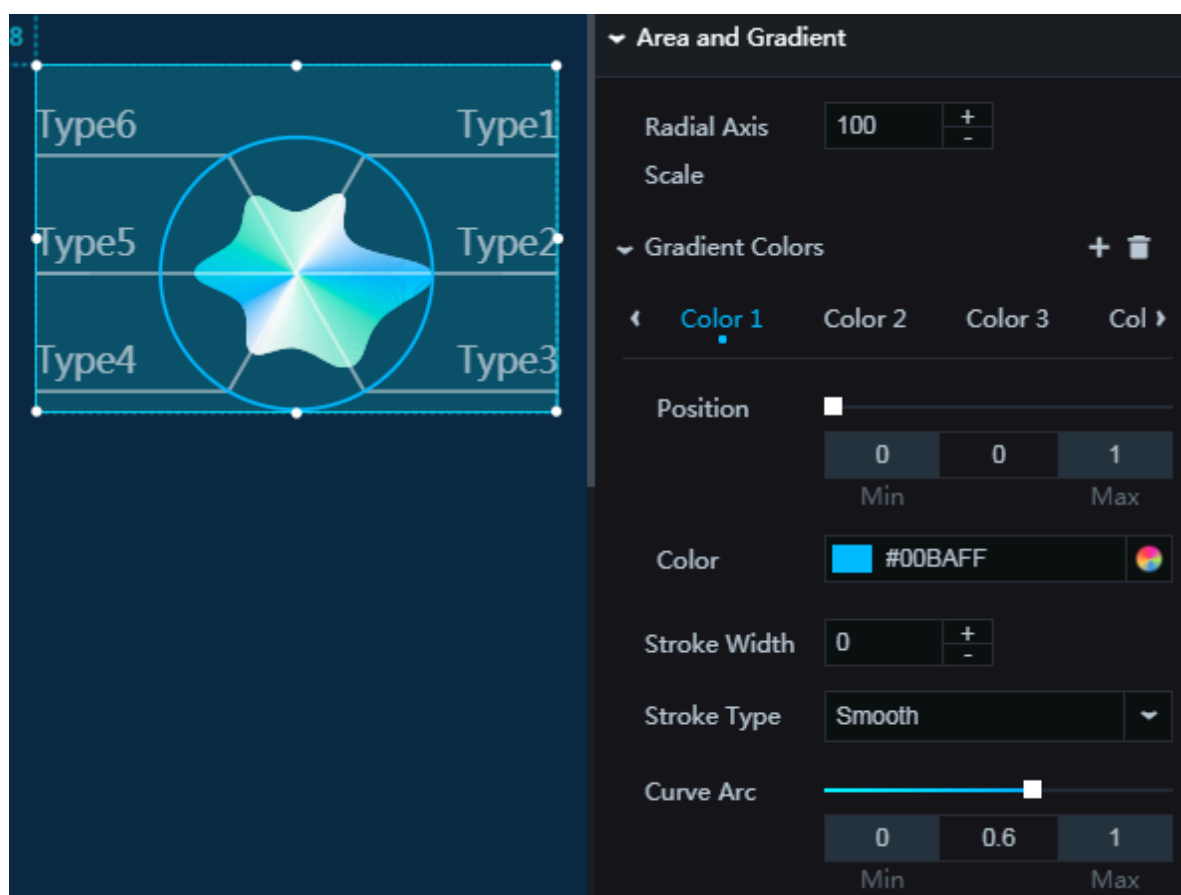 8
Type6
Type1
Type5
Type2
Type4
Type3
Area and Gradient
Radial Axis
Scale
100
+
-
Gradient Colors
+
Color 1
Color 2
Color 3
Col
Position
0
0
1
Min
Max
Color
#00BAFF
Stroke Width
0
+
-
Stroke Type
Smooth
Curve Arc
0
0.6
1
Min
Max